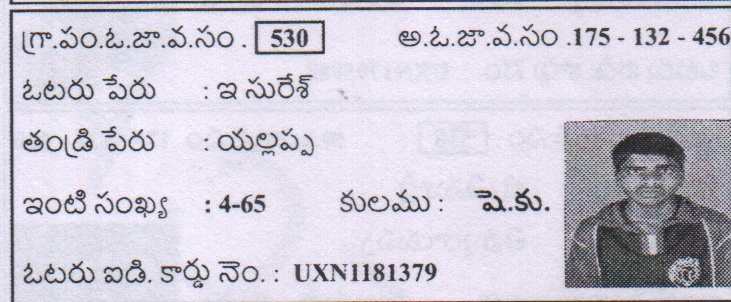 గ్రా.పం.ఓ.జా.వ.సం . 530 అ.ఓ.జా.వ.సం .175 - 132 - 456
ఓటరు పేరు : ఇ సురేశ్
తండ్రి పేరు : యల్లప్ప
ఇంటి సంఖ్య : 4-65 కులము : షె.కు.
ఓటరు ఐడి. కార్డు నెం. : UXN1181379